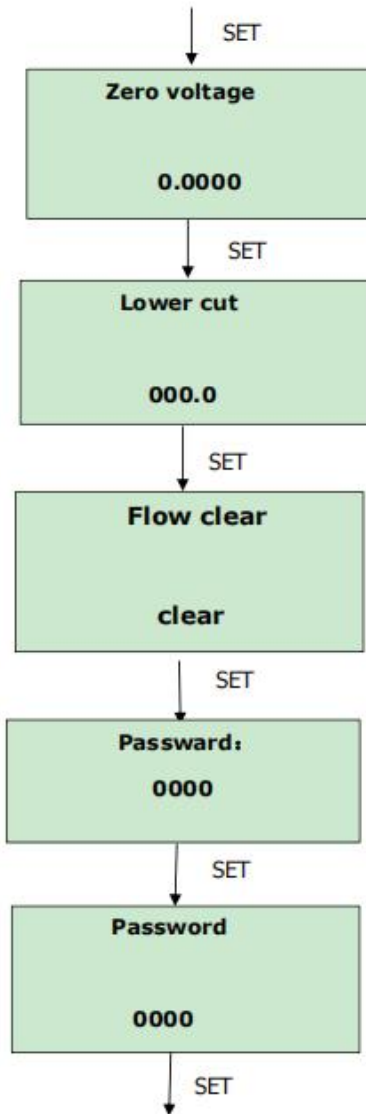 SET
Zero voltage
0.0000
SET
Lower cut
000.0
SET
Flow clear
clear
SET
Passward：
0000
SET
Password
0000
SET